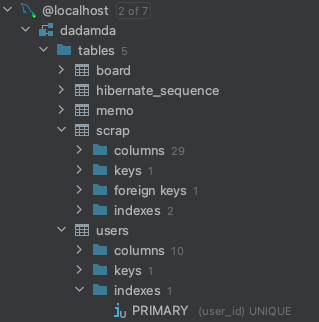 @localhost 2 of 7
dadamda
tables 5
board
hibernate_sequence
memo
scrap
columns 29
keys 1
foreign keys 1
indexes 2
users
columns 10
keys 1
indexes 1
PRIMARY (user_id) UNIQUE